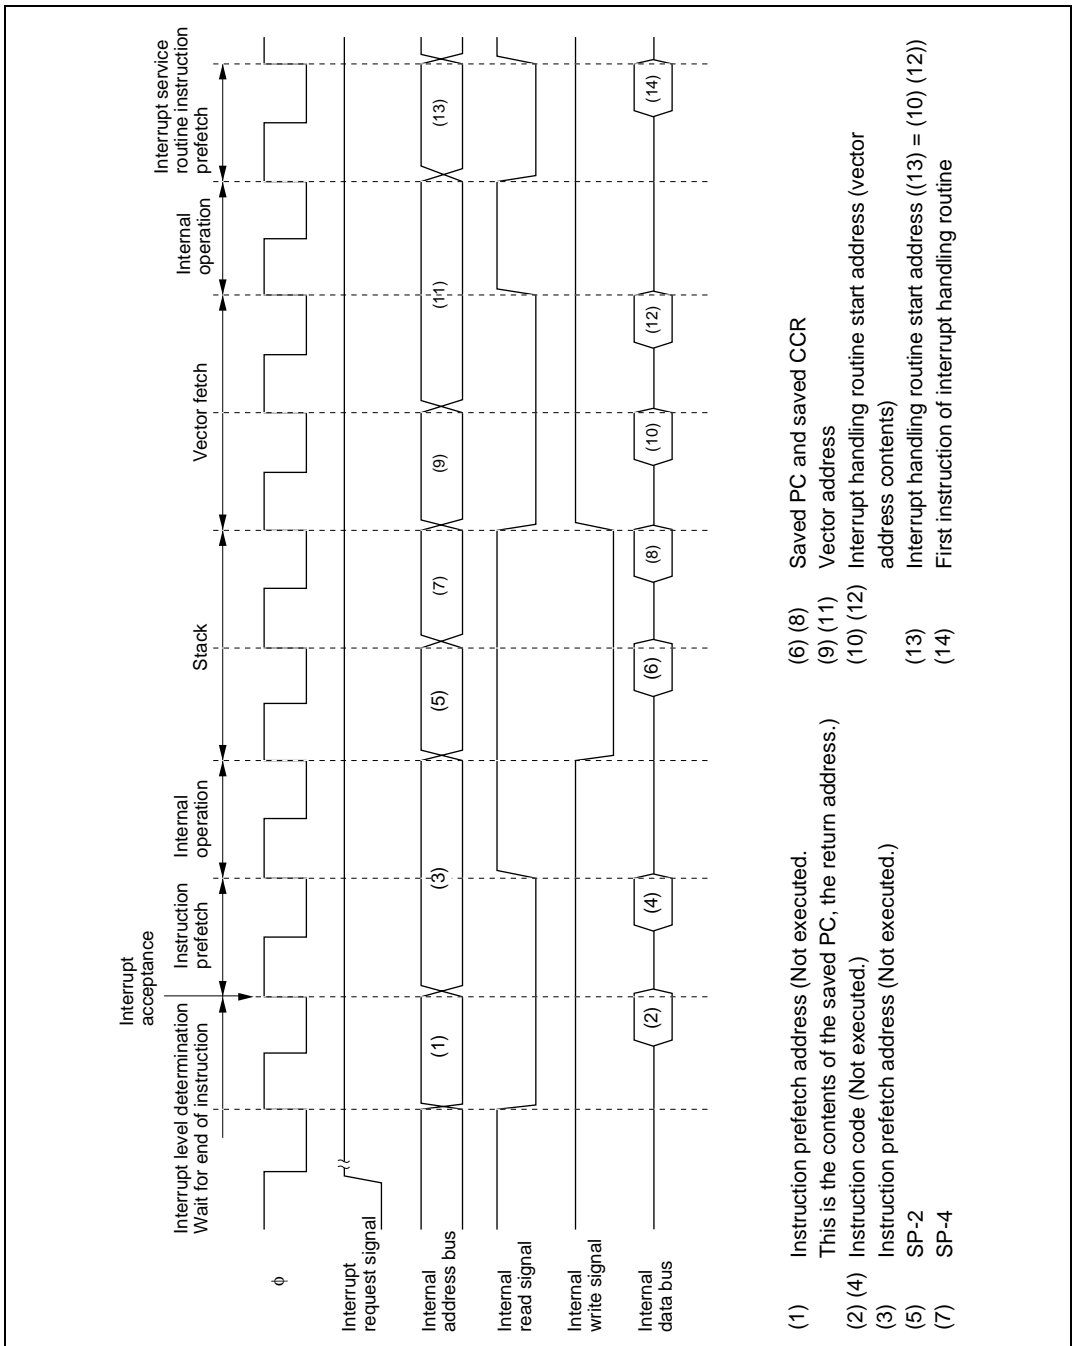 Interrupt level determination
Wait for end of instruction
Interrupt
acceptance
Instruction
prefetch
Internal
operation
Stack
Vector fetch
Internal
operation
Interrupt service
routine instruction
prefetch
φ
Interrupt
request signal
Internal
address bus
(1)
(3)
(5)
(7)
(9)
(11)
(13)
Internal
read signal
Internal
write signal
Internal
data bus
(2)
(4)
(6)
(8)
(10)
(12)
(14)
(1) Instruction prefetch address (Not executed.
This is the contents of the saved PC, the return address.)
(2) (4) Instruction code (Not executed.)
(3) Instruction prefetch address (Not executed.)
(5) SP-2
(7) SP-4
(6) (8) Saved PC and saved CCR
(9) (11) Vector address
(10) (12) Interrupt handling routine start address (vector
address contents)
(13) Interrupt handling routine start address ((13) = (10) (12))
(14) First instruction of interrupt handling routine